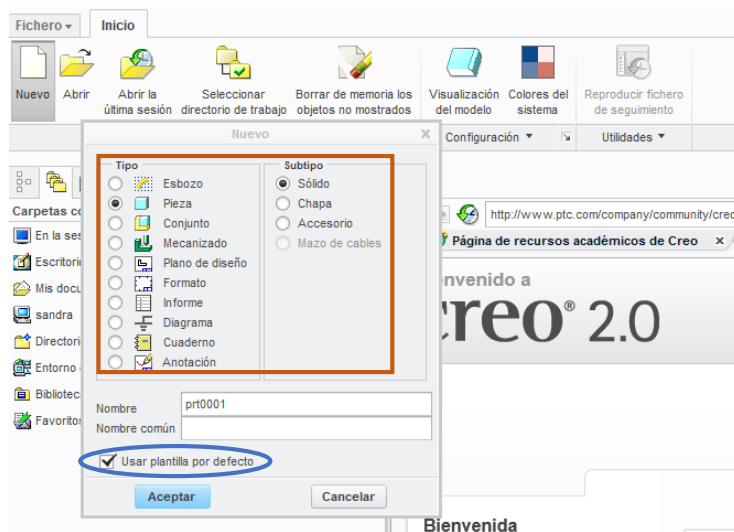 Fichero Inicio
Nuevo Abrir Abrir la última sesión Seleccionar directorio de trabajo Borrar de memoria los objetos no mostrados Visualización del modelo Colores del sistema Reproducir fichero de seguimiento
Configuración Utilidades
Nuevo x
Tipo Subtipo
Esbozo Sólido
Pieza Chapa
Conjunto Accesorio
Mecanizado Mazo de cables
Plano de diseño
Formato
Informe
Diagrama
Cuaderno
Anotación
Nombre prt0001
Nombre común
Usar plantilla por defecto
Aceptar Cancelar
Carpetas
En la
Escritori
Mis docu
sandra
Directori
Entorno
Bibliotec
Favorito
http://www.ptc.com/company/community/creo
Página de recursos académicos de Creo x
nvenido a
creo® 2.0
Bienvenida